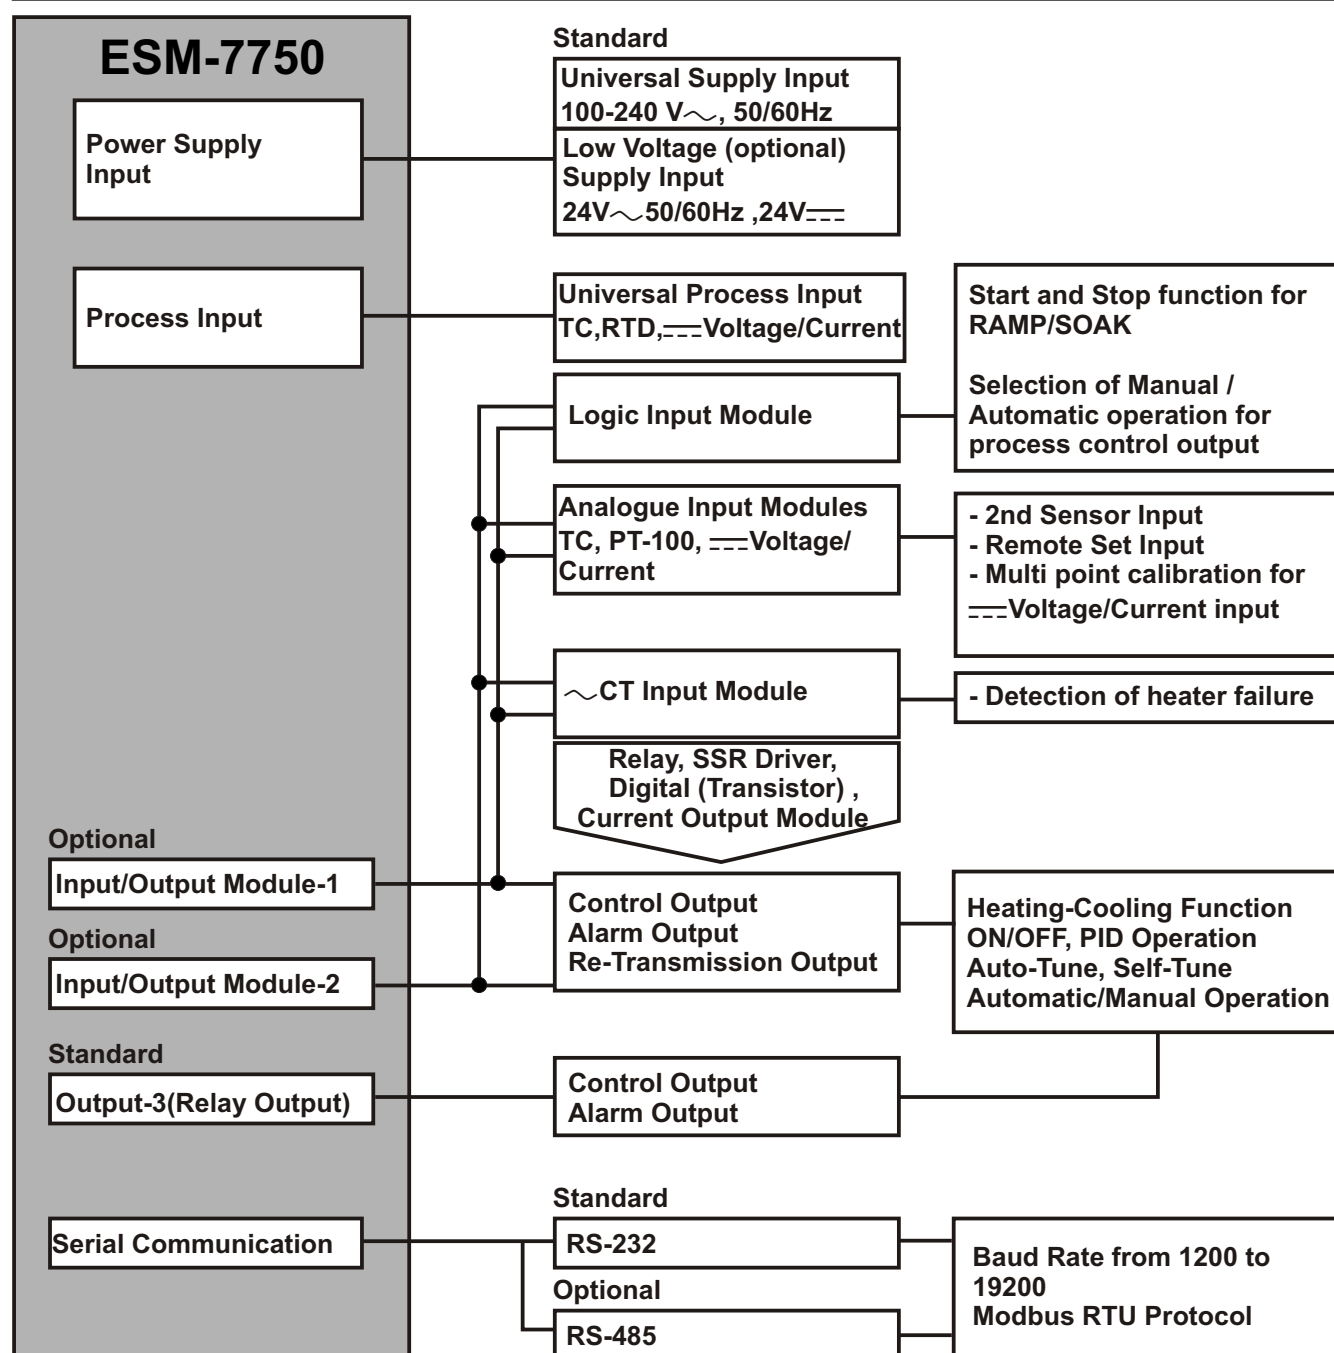 ESM-7750
Standard
Power Supply
Input
Universal Supply Input
100-240 V～, 50/60Hz
Low Voltage (optional)
Supply Input
24V～50/60Hz ,24V⎓
Process Input
Universal Process Input
TC,RTD,⎓Voltage/Current
Logic Input Module
Start and Stop function for
RAMP/SOAK
Selection of Manual /
Automatic operation for
process control output
Analogue Input Modules
TC, PT-100, ⎓Voltage/
Current
- 2nd Sensor Input
- Remote Set Input
- Multi point calibration for
⎓Voltage/Current input
～CT Input Module
- Detection of heater failure
Relay, SSR Driver,
Digital (Transistor) ,
Current Output Module
Optional
Input/Output Module-1
Optional
Input/Output Module-2
Control Output
Alarm Output
Re-Transmission Output
Heating-Cooling Function
ON/OFF, PID Operation
Auto-Tune, Self-Tune
Automatic/Manual Operation
Standard
Output-3(Relay Output)
Control Output
Alarm Output
Serial Communication
Standard
RS-232
Optional
RS-485
Baud Rate from 1200 to
19200
Modbus RTU Protocol